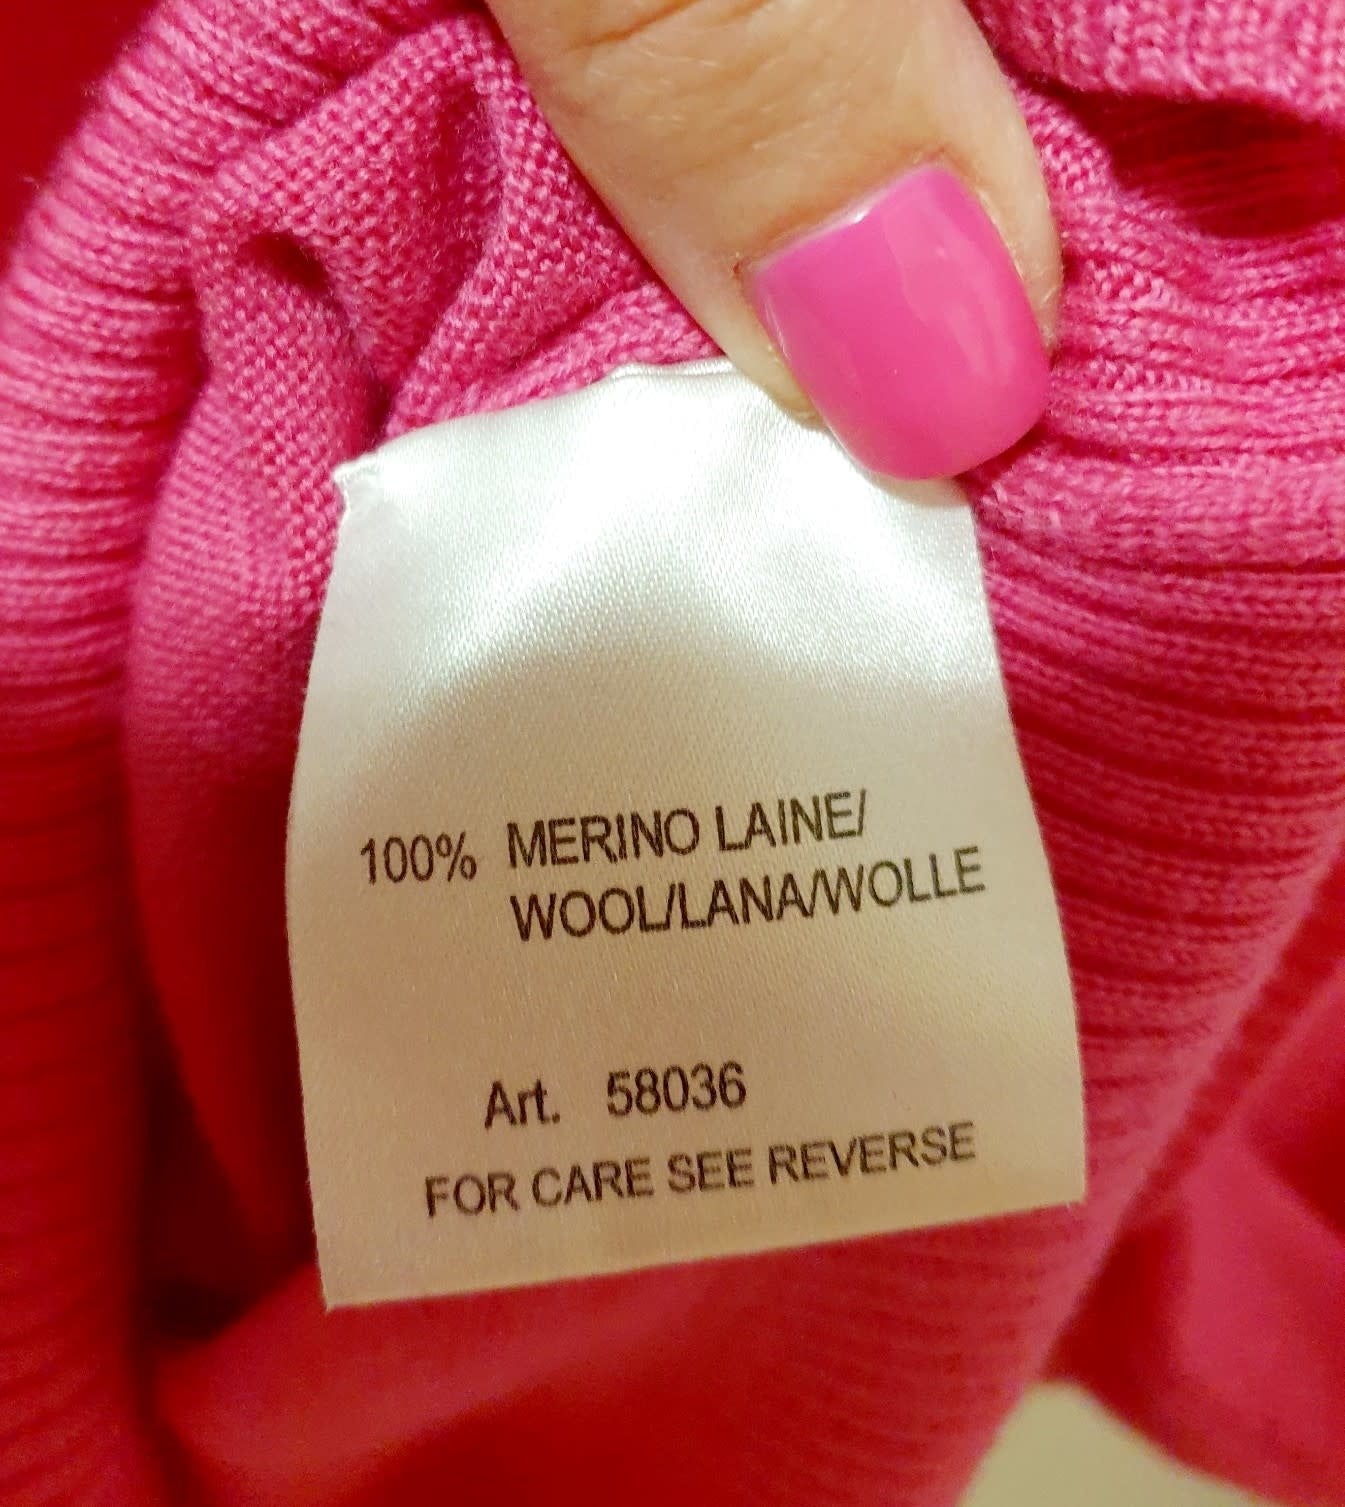 100% MERINO LAINE/
WOOL/LANA/WOLLE
Art. 58036
FOR CARE SEE REVERSE